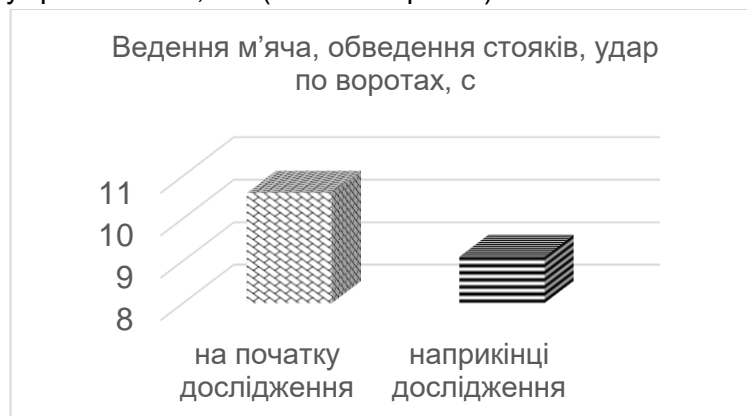 Ведення м’яча, обведення стояків, удар
по воротах, с
11
10
9
8
на початку
дослідження
наприкінці
дослідження